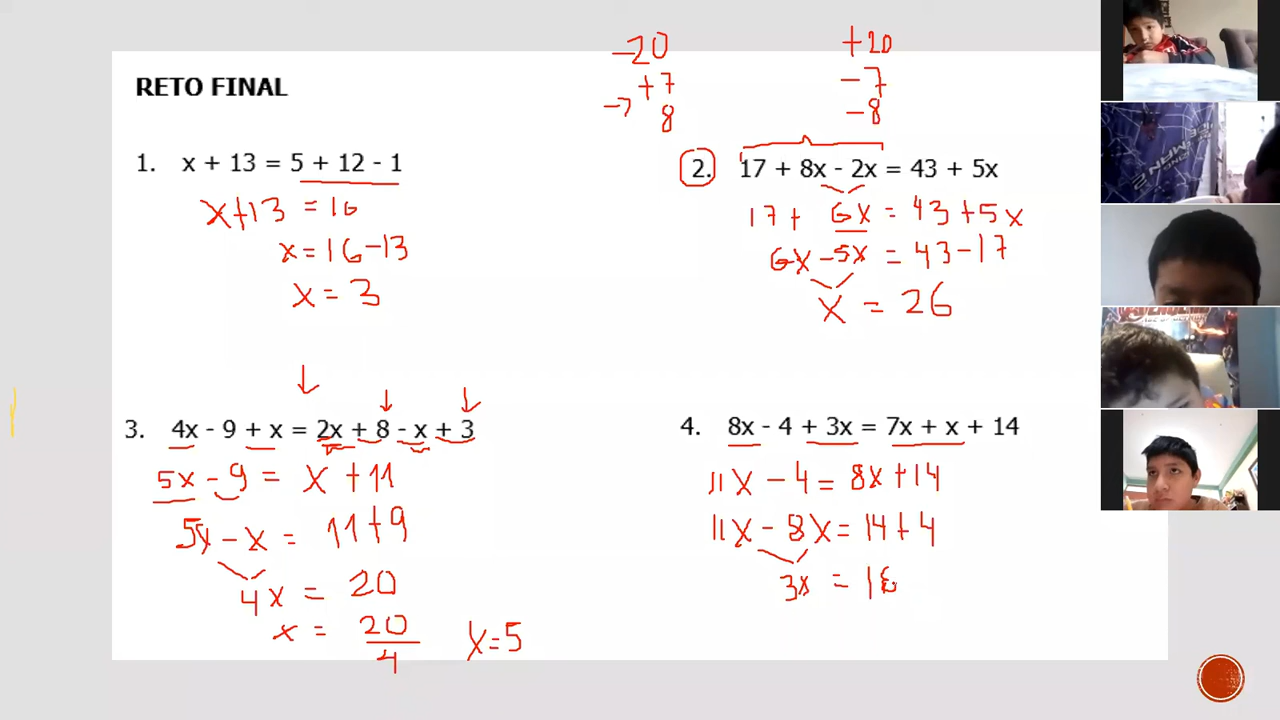 -20
+7
-7
8
+20
-7
-8
RETO FINAL
1. x + 13 = 5 + 12 - 1
x+13 = 16
x = 16-13
x = 3
2. 17 + 8x - 2x = 43 + 5x
17 + 6x = 43+5x
6x - 5x = 43-17
x = 26
3. 4x - 9 + x = 2x + 8 - x + 3
5x - 9 = x + 11
5x - x = 11+9
4x = 20
x = 20
4
x=5
4. 8x - 4 + 3x = 7x + x + 14
11x - 4 = 8x+14
11x - 8x = 14+4
3x = 18